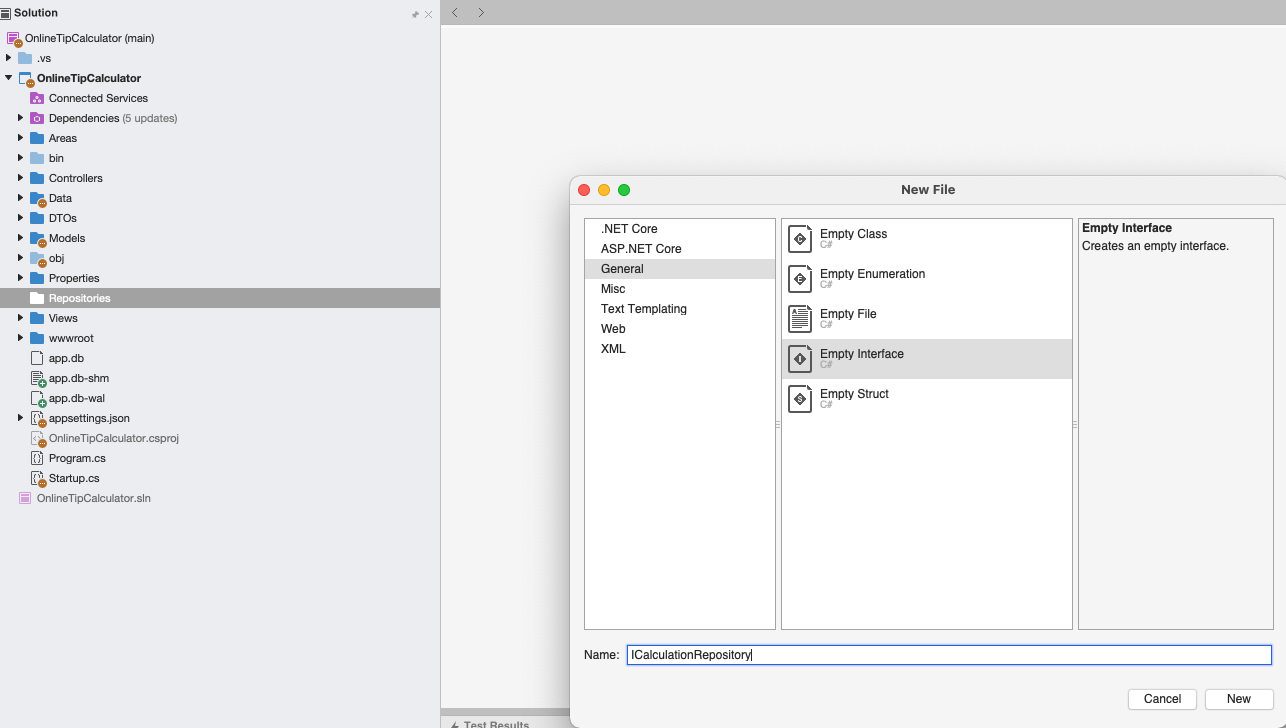 Solution
OnlineTipCalculator (main)
.vs
OnlineTipCalculator
Connected Services
Dependencies (5 updates)
Areas
bin
Controllers
Data
DTOs
Models
obj
Properties
Repositories
Views
wwwroot
app.db
app.db-shm
app.db-wal
appsettings.json
OnlineTipCalculator.csproj
Program.cs
Startup.cs
OnlineTipCalculator.sln
New File
.NET Core
ASP.NET Core
General
Misc
Text Templating
Web
XML
Empty Class
C#
Empty Enumeration
C#
Empty File
C#
Empty Interface
C#
Empty Struct
C#
Empty Interface
Creates an empty interface.
Name: ICalculationRepository
Cancel New
Test Results